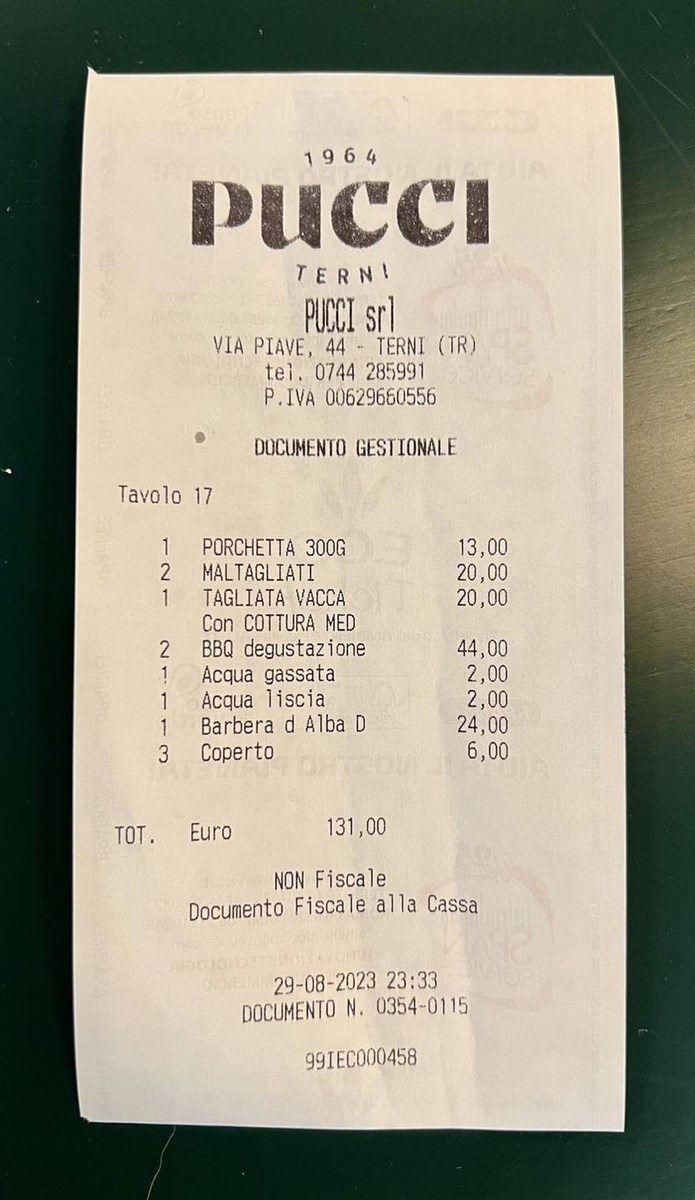 1964
PUCCI
TERNI
PUCCI srl
VIA PIAVE, 44 - TERNI (TR)
tel. 0744 285991
P.IVA 00629660556
DOCUMENTO GESTIONALE
Tavolo 17
1 PORCHETTA 300G 13,00
2 MALTAGLIATI 20,00
1 TAGLIATA VACCA 20,00
Con COTTURA MED
2 BBQ degustazione 44,00
1 Acqua gassata 2,00
1 Acqua liscia 2,00
1 Barbera d Alba D 24,00
3 Coperto 6,00
TOT. Euro 131,00
NON Fiscale
Documento Fiscale alla Cassa
29-08-2023 23:33
DOCUMENTO N. 0354-0115
99IEC000458